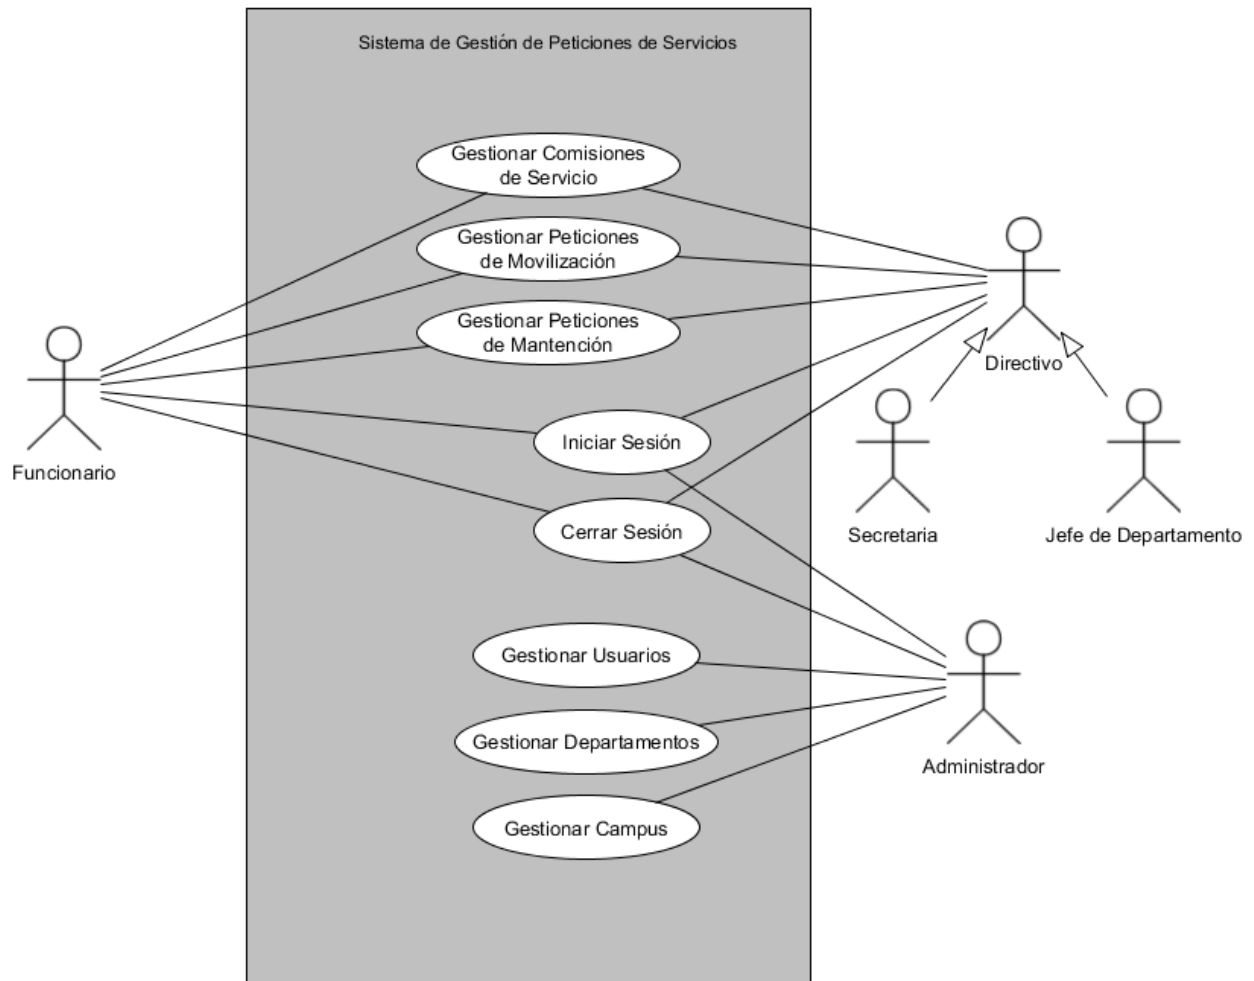 Sistema de Gestión de Peticiones de Servicios
Gestionar Comisiones
de Servicio
Gestionar Peticiones
de Movilización
Gestionar Peticiones
de Mantención
Directivo
Iniciar Sesión
Funcionario
Cerrar Sesión
Secretaria
Jefe de Departamento
Gestionar Usuarios
Gestionar Departamentos
Administrador
Gestionar Campus